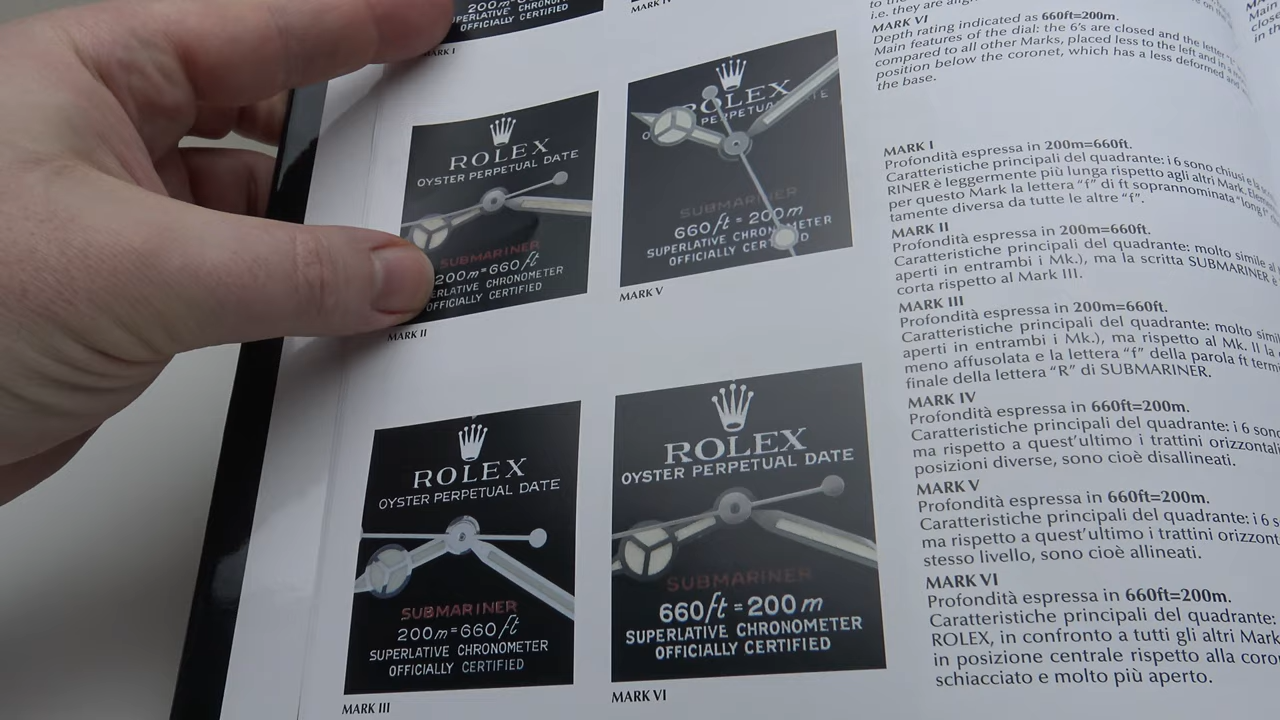 200m=660
SUPERLATIVE CHRONOMETER
OFFICIALLY CERTIFIED
MARK I
ROLEX
OYSTER PERPETUAL DATE
SUBMARINER
200m=660ft
CHRONOMETER
OFFICIALLY CERTIFIED
MARK II
ROLEX
OYSTER PERPETUAL DATE
SUBMARINER
200m=660ft
SUPERLATIVE CHRONOMETER
OFFICIALLY CERTIFIED
MARK III
MARK IV
ROLEX
PERPETUAL
SUBMARINER
660ft = 200m
SUPERLATIVE CHRONOMETER
OFFICIALLY CERTIFIED
MARK V
ROLEX
OYSTER PERPETUAL DATE
SUBMARINER
660ft = 200m
SUPERLATIVE CHRONOMETER
OFFICIALLY CERTIFIED
MARK VI
i.e. they are
MARK VI
Depth rating indicated as 660ft=200m.
Main features of the dial: the 6's are closed and the
compared to all other Marks, placed less to the left and in a
position below the coronet, which has a less deformed and
the base.
MARK I
Profondità espressa in 200m=660ft.
Caratteristiche principali del quadrante: i 6 sono chiusi e la
RINER è leggermente più lunga rispetto agli altri Mark.
per questo Mark la lettera "f" di ft soprannominata "long f"
tamente diversa da tutte le altre "f".
MARK II
Profondità espressa in 200m=660ft.
Caratteristiche principali del quadrante: molto simile al
aperti in entrambi i Mk.), ma la scritta SUBMARINER è
corta rispetto al Mark III.
MARK III
Profondità espressa in 200m=660ft.
Caratteristiche principali del quadrante: molto simi
aperti in entrambi i Mk.), ma rispetto al Mk. II la
meno affusolata e la lettera "f" della parola ft term
finale della lettera "R" di SUBMARINER.
MARK IV
Profondità espressa in 660ft=200m.
Caratteristiche principali del quadrante: i 6 sono
ma rispetto a quest'ultimo i trattini orizzontali
posizioni diverse, sono cioè disallineati.
MARK V
Profondità espressa in 660ft=200m.
Caratteristiche principali del quadrante: i 6 s
ma rispetto a quest'ultimo i trattini orizzont
stesso livello, sono cioè allineati.
MARK VI
Profondità espressa in 660ft=200m.
Caratteristiche principali del quadrante:
ROLEX, in confronto a tutti gli altri Mark
in posizione centrale rispetto alla coro
schiacciato e molto più aperto.